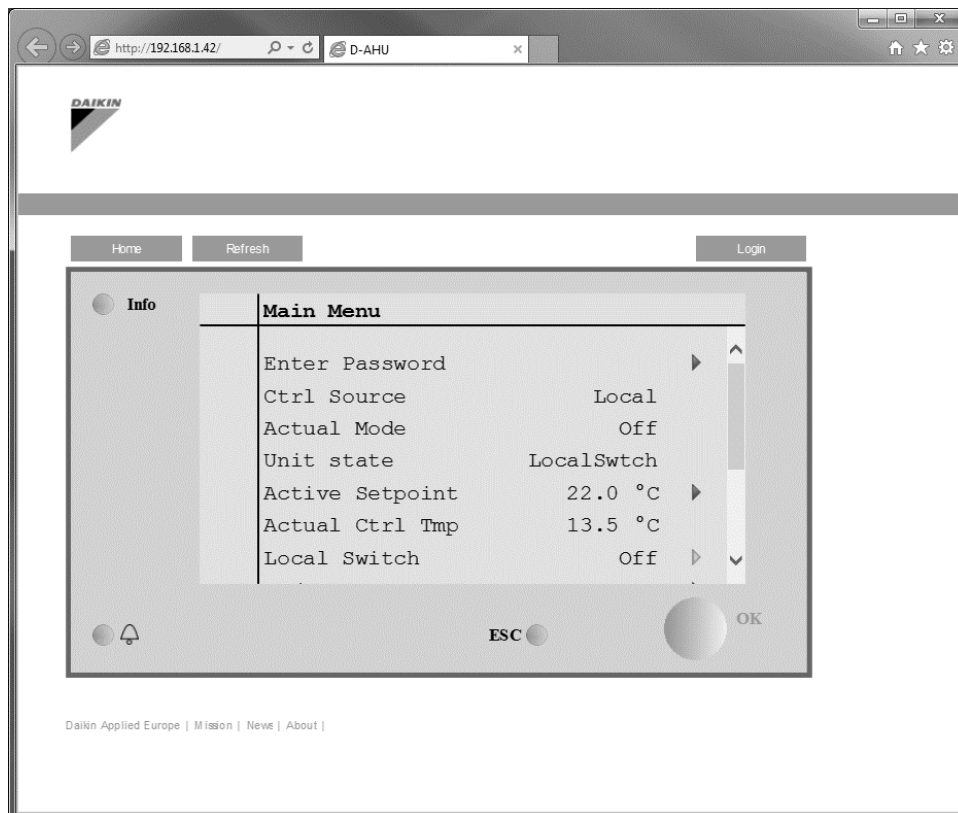 http://192.168.1.42/ D-AHU
DAIKIN
Home Refresh Login
Info
Main Menu
Enter Password
Ctrl Source Local
Actual Mode Off
Unit state LocalSwtch
Active Setpoint 22.0 °C
Actual Ctrl Tmp 13.5 °C
Local Switch Off
ESC OK
Daikin Applied Europe | Mission | News | About |